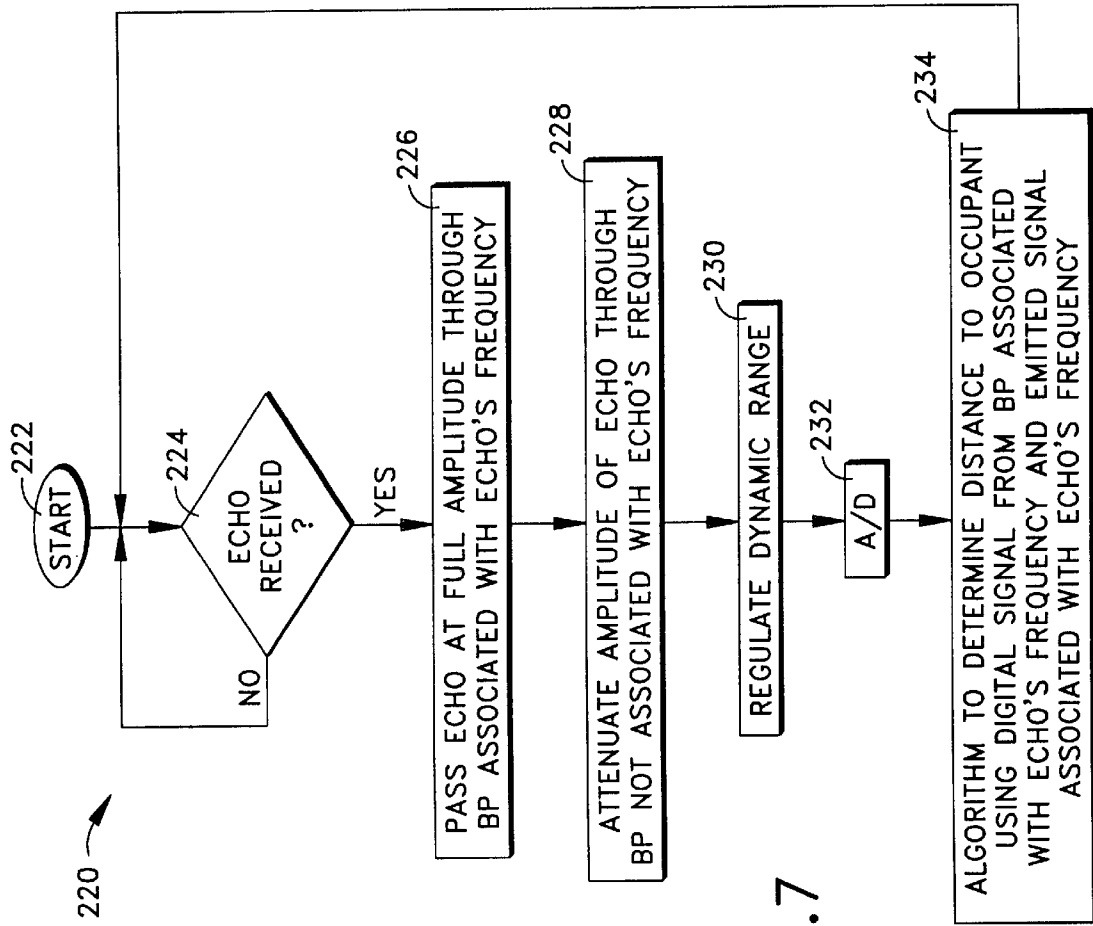 220
222
START
224
ECHO
RECEIVED
?
NO
YES
226
PASS ECHO AT FULL AMPLITUDE THROUGH
BP ASSOCIATED WITH ECHO'S FREQUENCY
228
ATTENUATE AMPLITUDE OF ECHO THROUGH
BP NOT ASSOCIATED WITH ECHO'S FREQUENCY
230
REGULATE DYNAMIC RANGE
232
A/D
234
ALGORITHM TO DETERMINE DISTANCE TO OCCUPANT
USING DIGITAL SIGNAL FROM BP ASSOCIATED
WITH ECHO'S FREQUENCY AND EMITTED SIGNAL
ASSOCIATED WITH ECHO'S FREQUENCY
.7